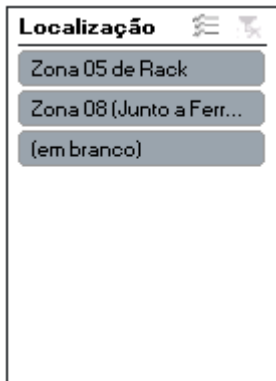 Localização
Zona 05 de Rack
Zona 08 (Junto a Ferr...
(em branco)